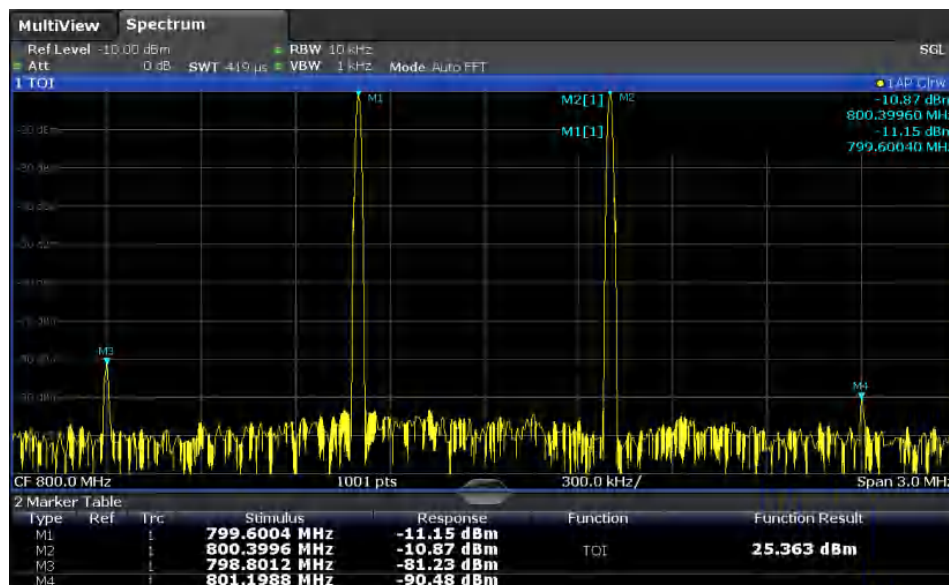 MultiView Spectrum
Ref Level -10.00 dBm RBW 10 kHz SGL
Att 0 dB SWT 419 µs VBW 1 kHz Mode Auto FFT
1 TOI 1AP Clrw
M1 M2[1] M2 -10.87 dBm
800.39960 MHz
-20 dBm
M1[1] -11.15 dBm
799.60040 MHz
-30 dBm
M3
M4
CF 800.0 MHz 1001 pts 300.0 kHz/ Span 3.0 MHz
2 Marker Table
Type Ref Trc Stimulus Response Function Function Result
M1 1 799.6004 MHz -11.15 dBm
M2 1 800.3996 MHz -10.87 dBm TOI 25.363 dBm
M3 1 798.8012 MHz -81.23 dBm
M4 1 801.1988 MHz -90.48 dBm